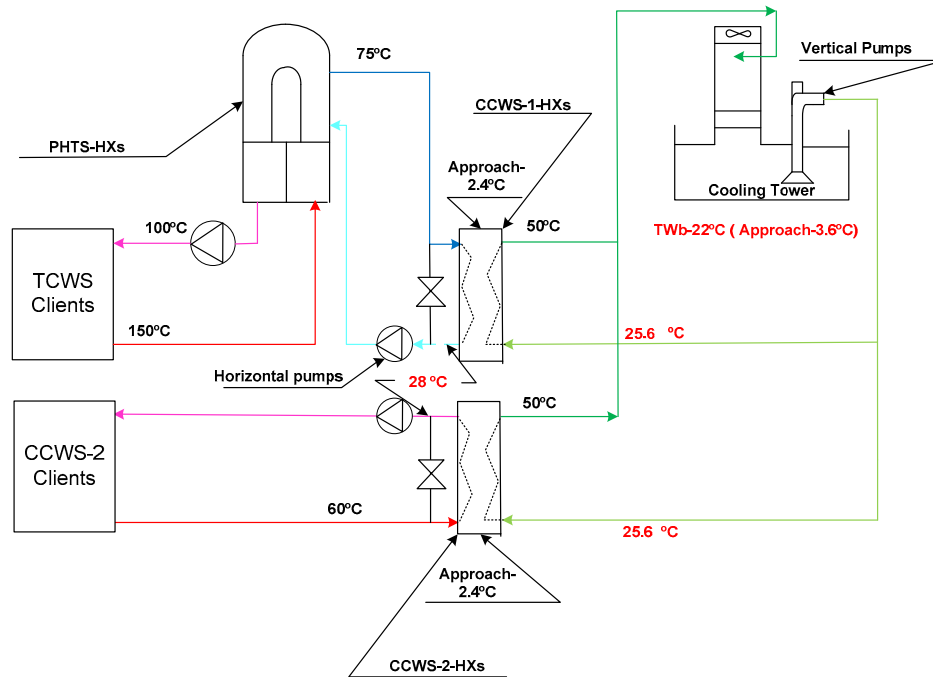 75ºC
Vertical Pumps
CCWS-1-HXs
PHTS-HXs
Approach-
2.4ºC
Cooling Tower
100ºC
50ºC
TWb-22ºC ( Approach-3.6ºC)
TCWS
Clients
150ºC
25.6 ºC
Horizontal pumps
28 ºC
50ºC
CCWS-2
Clients
60ºC
25.6 ºC
Approach-
2.4ºC
CCWS-2-HXs